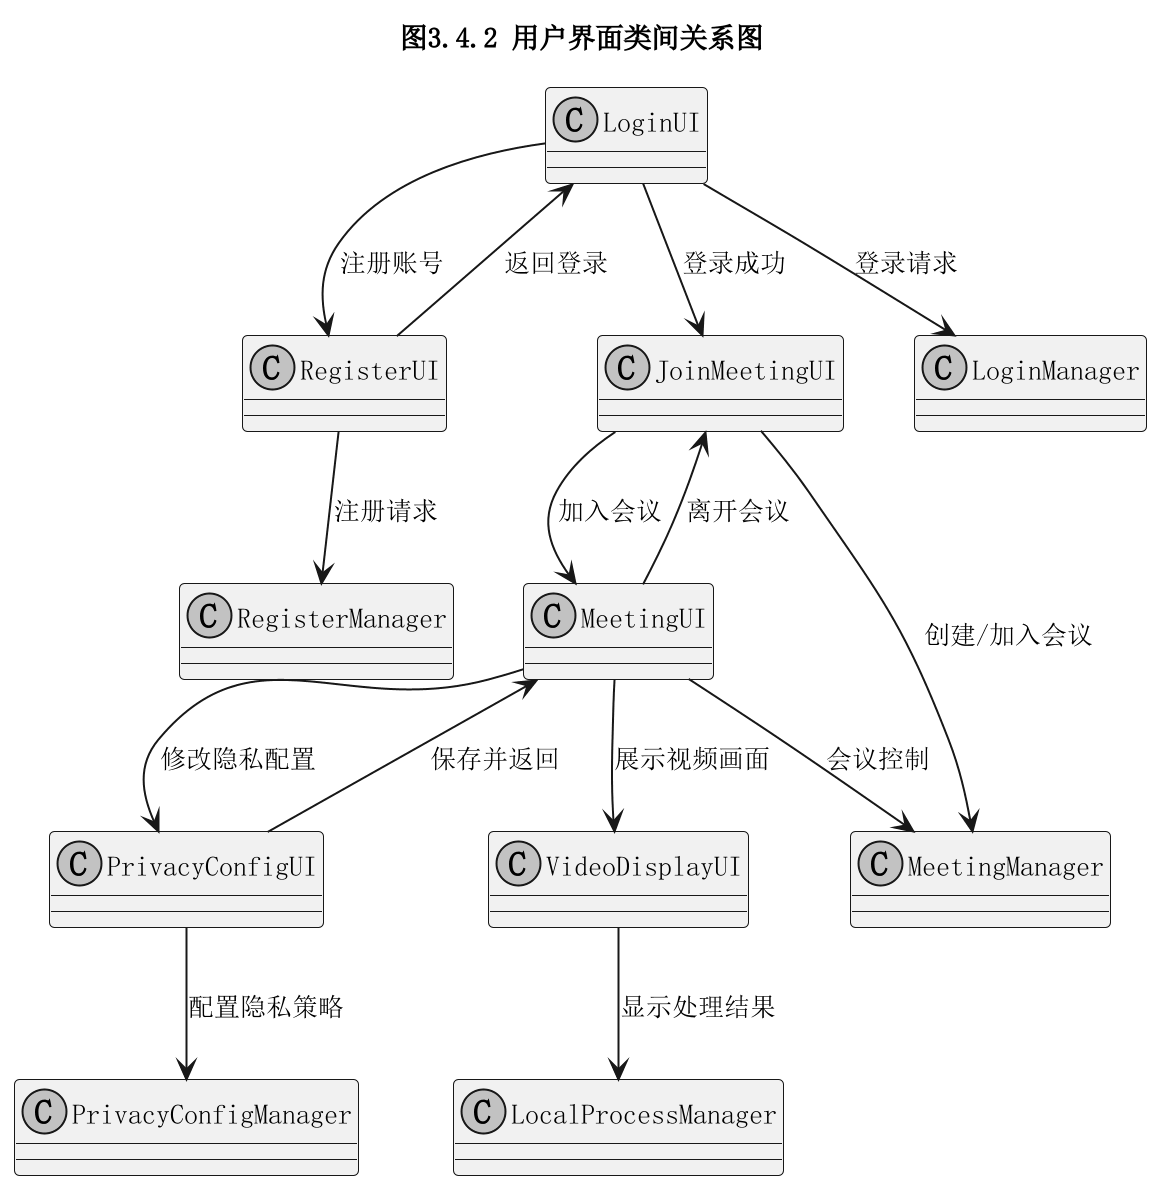 图3.4.2 用户界面类间关系图
C LoginUI
注册账号
返回登录
登录成功
登录请求
C RegisterUI
C JoinMeetingUI
C LoginManager
注册请求
加入会议
离开会议
C RegisterManager
C MeetingUI
创建/加入会议
修改隐私配置
保存并返回
展示视频画面
会议控制
C PrivacyConfigUI
C VideoDisplayUI
C MeetingManager
配置隐私策略
显示处理结果
C PrivacyConfigManager
C LocalProcessManager